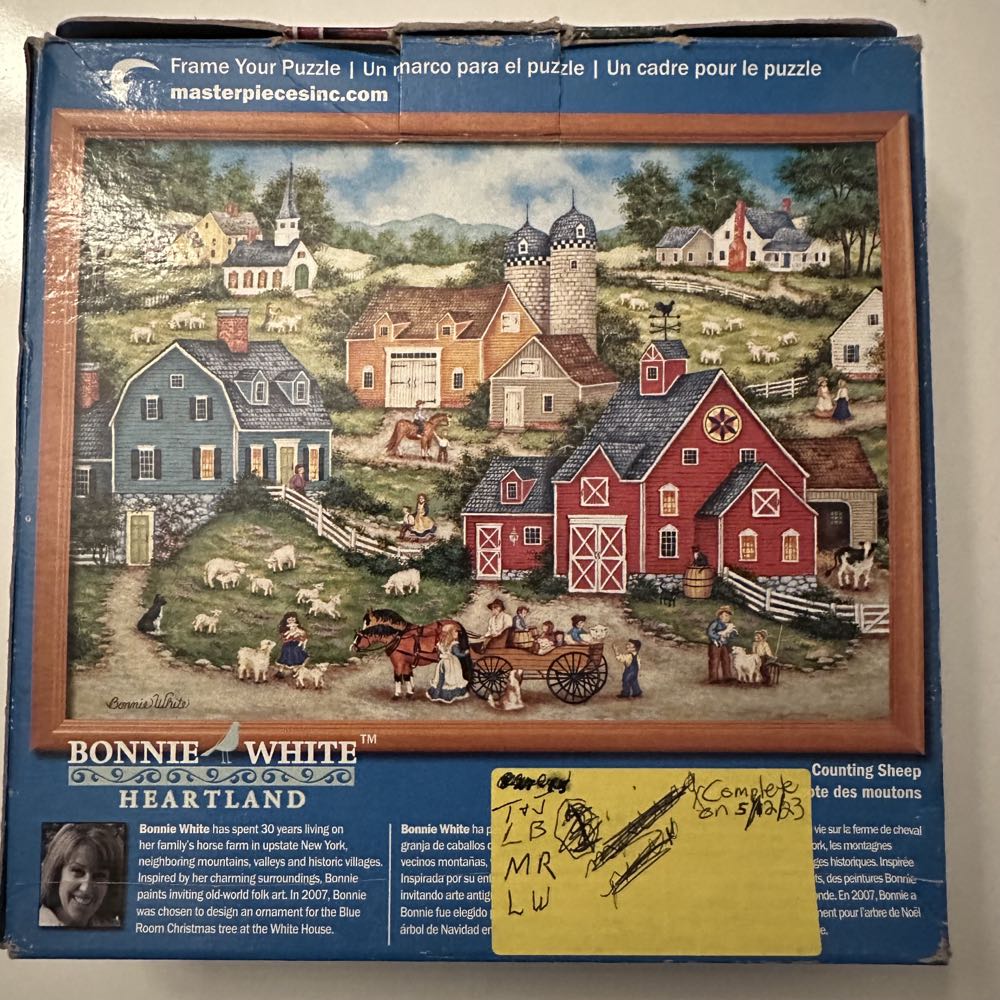 Frame Your Puzzle | Un marco para el puzzle | Un cadre pour le puzzle
masterpiecesinc.com
Bonnie White
BONNIE WHITE™
HEARTLAND
Counting Sheep
ote des moutons
Bonnie White has spent 30 years living on
her family's horse farm in upstate New York,
neighboring mountains, valleys and historic villages.
Inspired by her charming surroundings, Bonnie
paints inviting old-world folk art. In 2007, Bonnie
was chosen to design an ornament for the Blue
Room Christmas tree at the White House.
Bonnie White ha p
granja de caballos
vecinos montañas,
Inspirada por su ent
invitando arte antig
Bonnie fue elegido
árbol de Navidad en
T+J
LB
MR
LW
Complete
on 5/12/23
vie sur la ferme de cheval
ork, les montagnes
ges historiques. Inspirée
ts, des peintures Bonnie
onde. En 2007, Bonnie a
ment pour l'arbre de Noël
e.